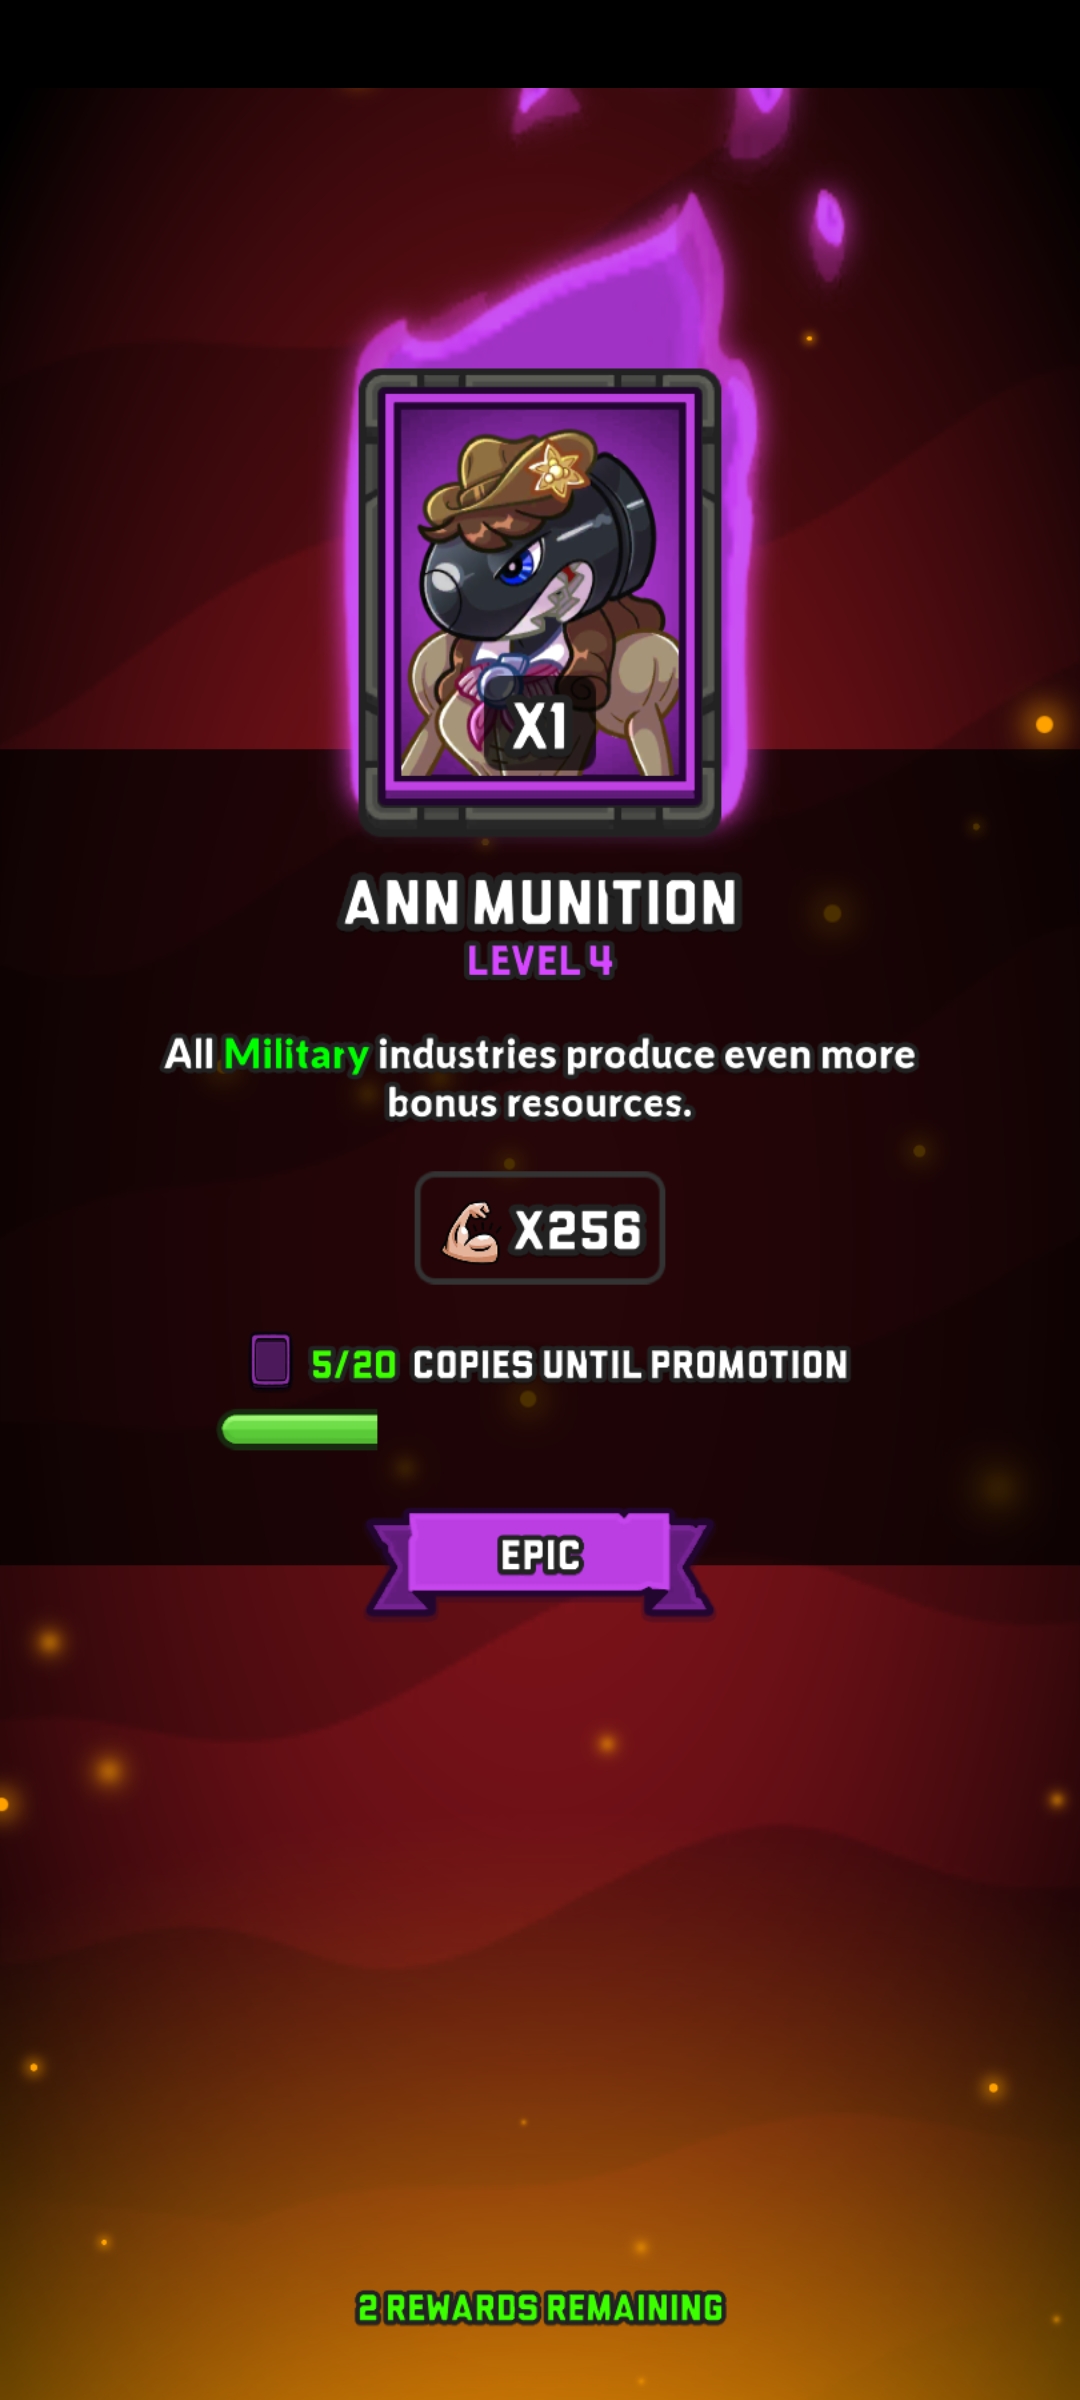 X1
ANN MUNITION
LEVEL 4
All Military industries produce even more
bonus resources.
X256
5/20 COPIES UNTIL PROMOTION
EPIC
2 REWARDS REMAINING